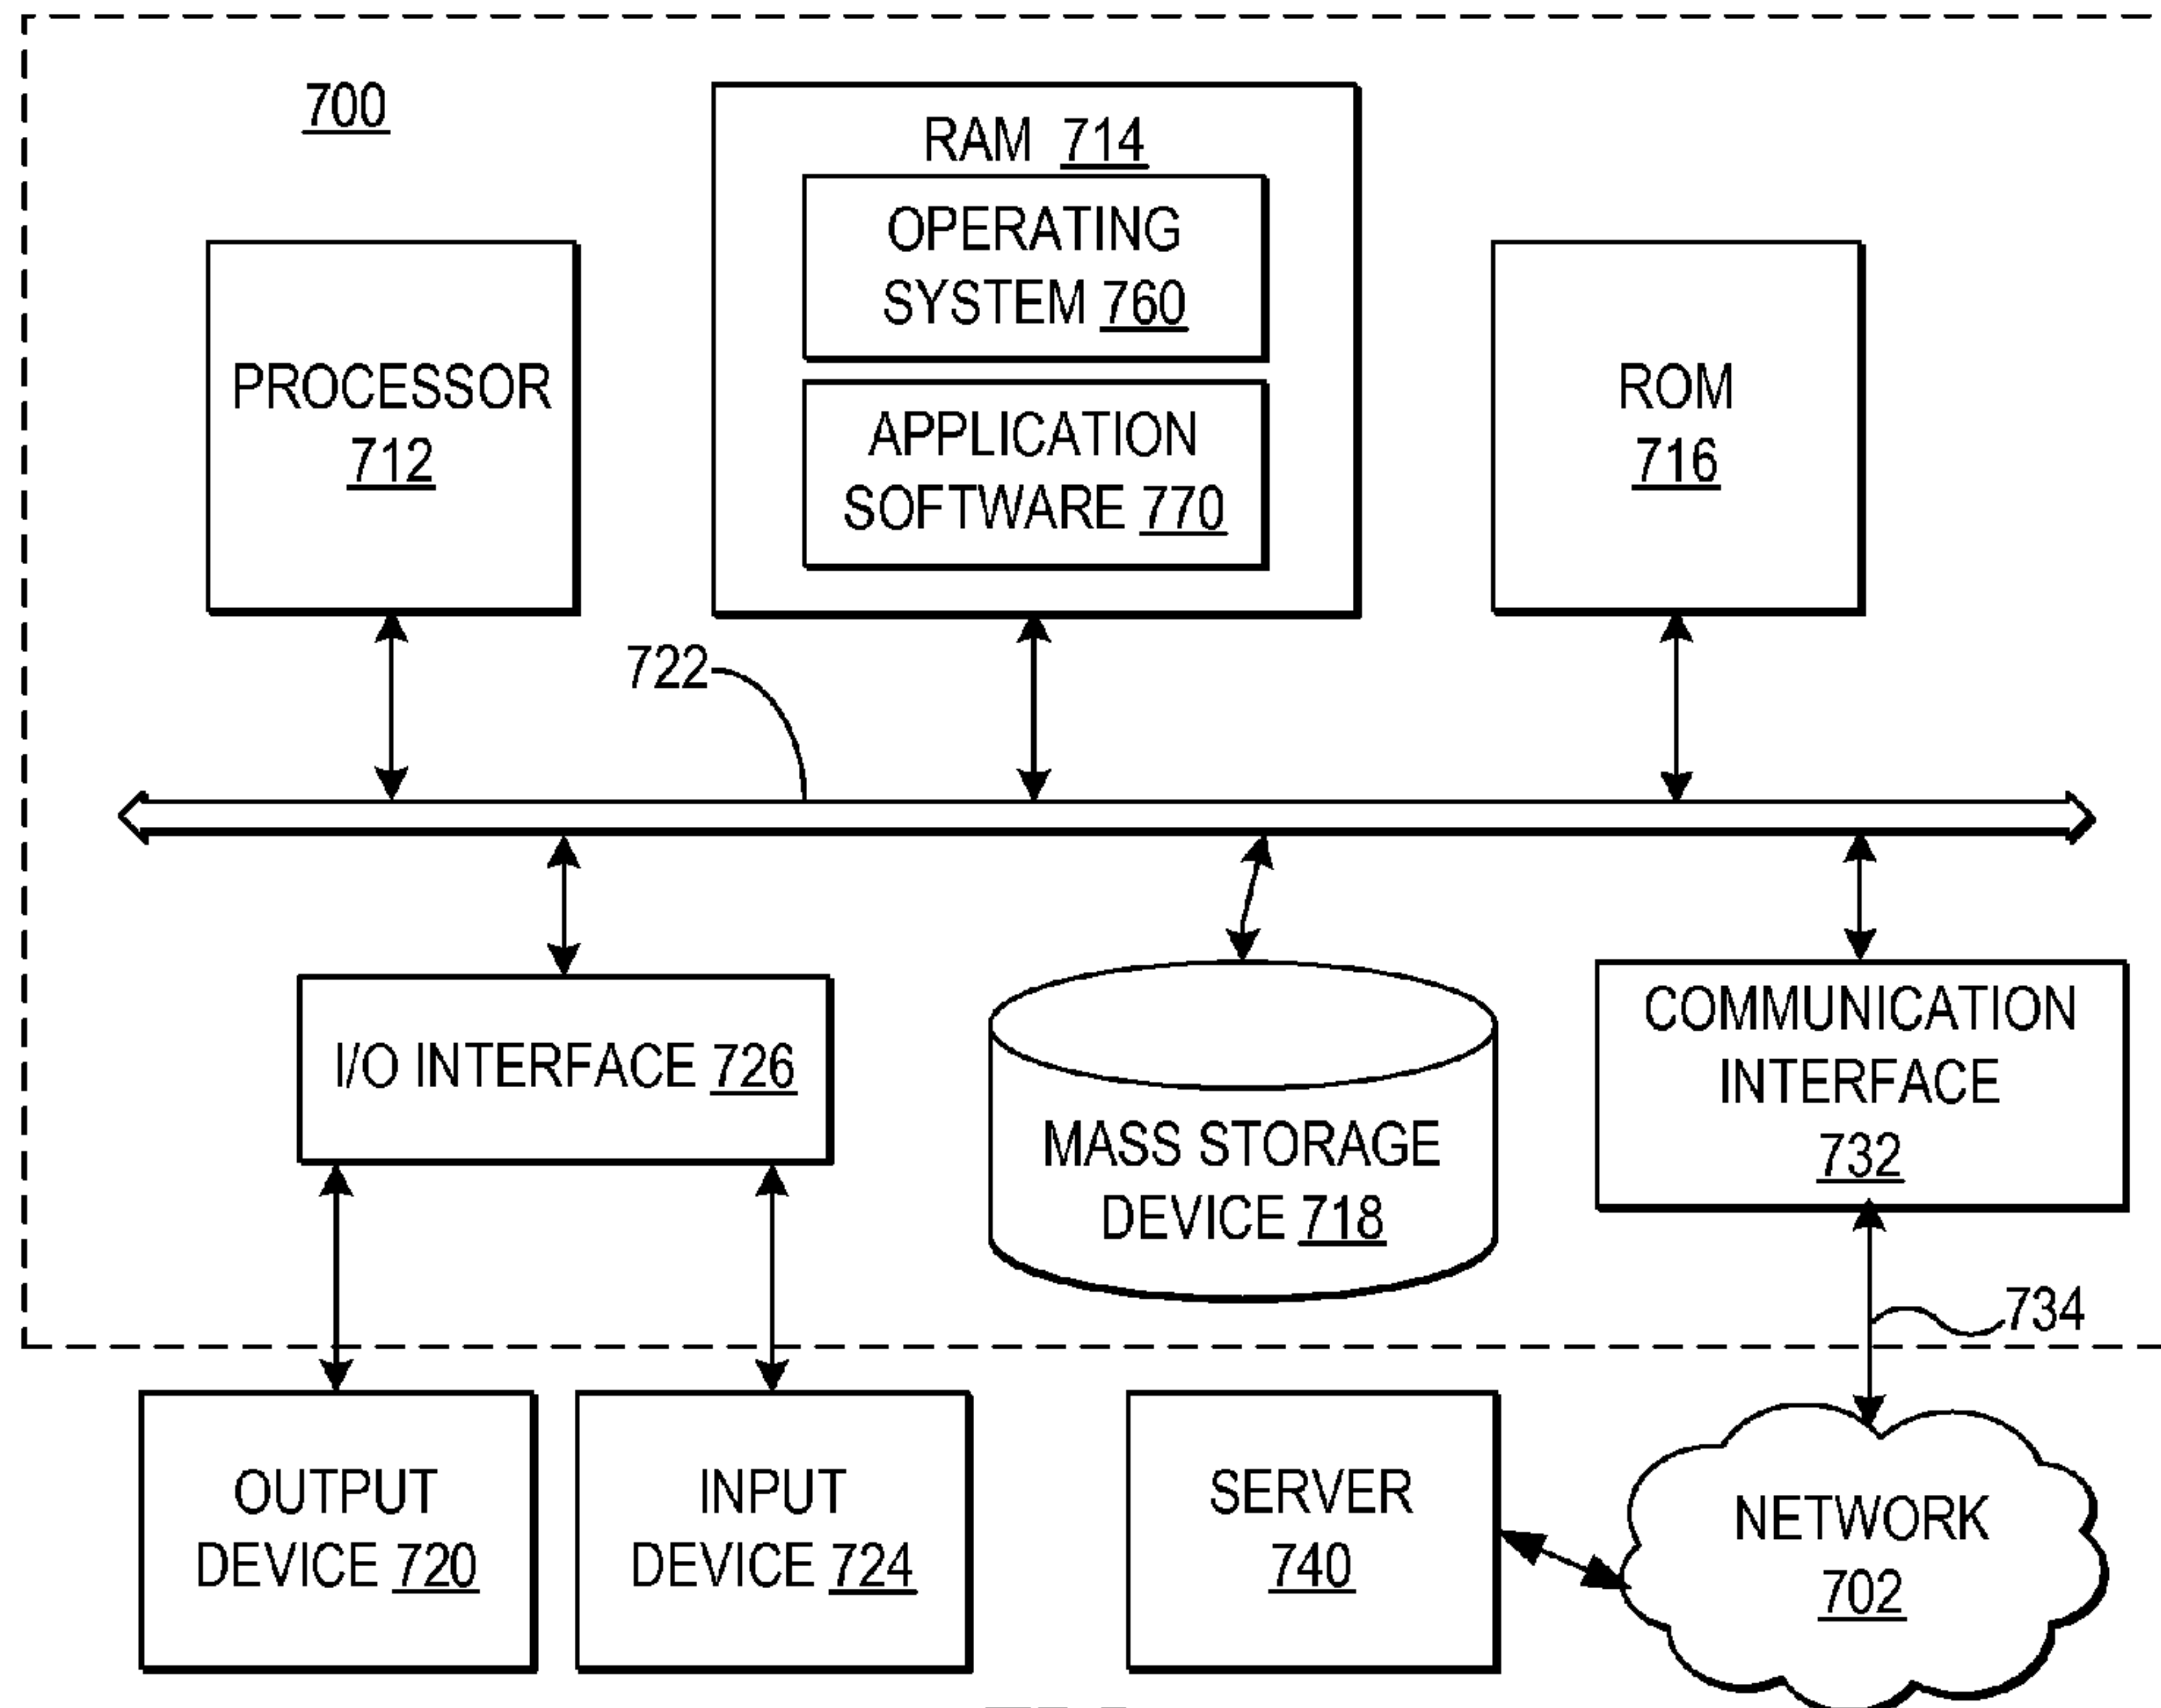 700
RAM 714
OPERATING
SYSTEM 760
APPLICATION
SOFTWARE 770
PROCESSOR
712
ROM
716
722
I/O INTERFACE 726
MASS STORAGE
DEVICE 718
COMMUNICATION
INTERFACE
732
734
OUTPUT
DEVICE 720
INPUT
DEVICE 724
SERVER
740
NETWORK
702